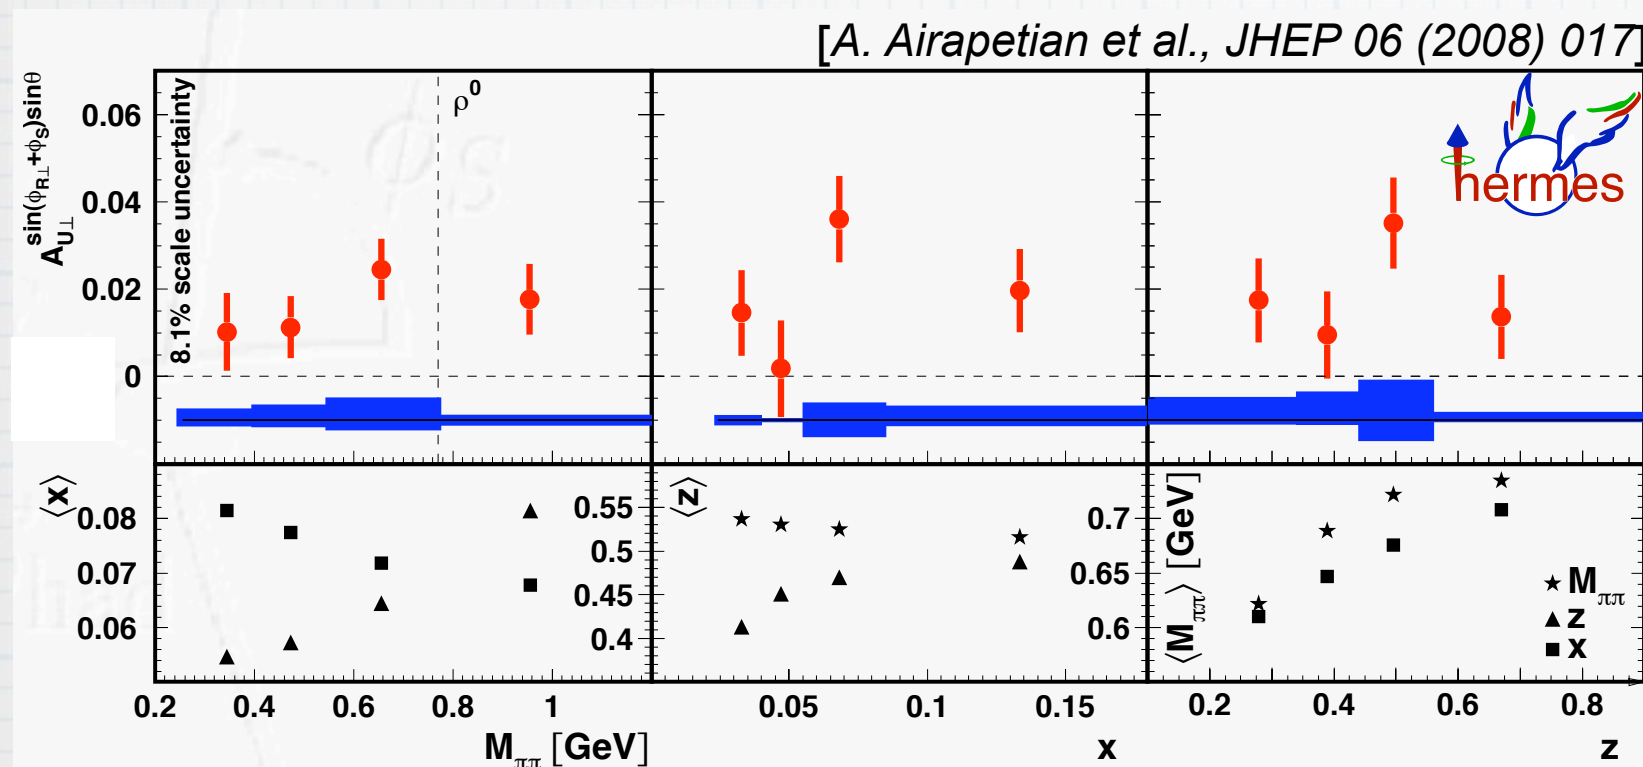 [A. Airapetian et al., JHEP 06 (2008) 017]
A_{U⊥}^{sin(ϕ_{R⊥}+ϕ_S)sinθ}
8.1% scale uncertainty
ρ⁰
hermes
0.06
0.04
0.02
0
⟨x⟩
0.08
0.07
0.06
⟨z⟩
0.55
0.5
0.45
0.4
⟨M_{ππ}⟩ [GeV]
0.7
0.65
0.6
★ M_{ππ}
▲ z
■ x
0.2 0.4 0.6 0.8 1 0.05 0.1 0.15 0.2 0.4 0.6 0.8
M_{ππ} [GeV] x z